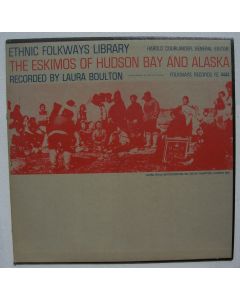 ETHNIC FOLKWAYS LIBRARY
HAROLD COURLANDER, GENERAL EDITOR
THE ESKIMOS OF HUDSON BAY AND ALASKA
RECORDED BY LAURA BOULTON
FOLKWAYS RECORDS FE 4444